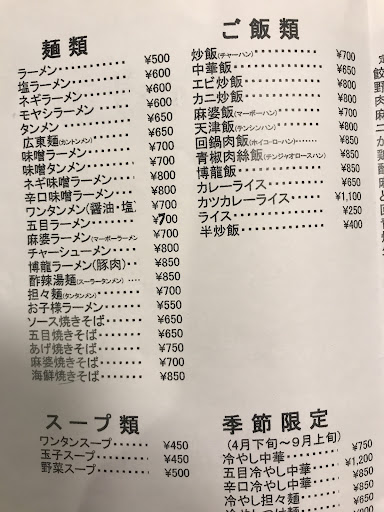 麺類
ラーメン・・・・・・・・¥500
塩ラーメン・・・・・・・¥600
ネギラーメン・・・・・・¥600
モヤシラーメン・・・・・¥600
タンメン・・・・・・・・¥650
広東麺(カントンメン)・・・・・¥650
味噌ラーメン・・・・・・¥700
味噌タンメン・・・・・・¥700
ネギ味噌ラーメン・・・・¥800
辛口味噌ラーメン・・・・¥800
ワンタンメン(醤油・塩) ¥700
五目ラーメン・・・・・・¥700
麻婆ラーメン(マーボーラーメン ¥700
チャーシューメン・・・・¥800
博龍ラーメン(豚肉)・・¥850
酢辣湯麺(スーラータンメン)・・・・¥850
担々麺(タンタンメン)・・・・・¥700
お子様ラーメン・・・・・¥550
ソース焼きそば・・・・・¥650
五目焼きそば・・・・・・¥650
あげ焼きそば・・・・・・¥750
麻婆焼きそば・・・・・・¥700
海鮮焼きそば・・・・・・¥850
スープ類
ワンタンスープ・・・・・¥450
玉子スープ・・・・・・・¥450
野菜スープ・・・・・・・¥500
ご飯類
炒飯(チャーハン)・・・・・・¥700
中華飯・・・・・・・・・¥650
エビ炒飯・・・・・・・・¥800
カニ炒飯・・・・・・・・¥800
麻婆飯(マーボーハン)・・・・・¥700
天津飯(テンシンハン)・・・・・¥800
回鍋肉飯(ホイコーローハン)・・・・¥850
青椒肉絲飯(チンジャオロースハン) ¥850
博龍飯・・・・・・・・・¥850
カレーライス・・・・・・¥650
カツカレーライス・・・・¥1,100
ライス・・・・・・・・・¥250
半炒飯・・・・・・・・・¥400
季節限定
(4月下旬～9月上旬)
冷やし中華・・・・・・・¥750
五目冷やし中華・・・・・¥1,200
辛口冷やし中華・・・・・¥850
冷やし担々麺・・・・・・¥850